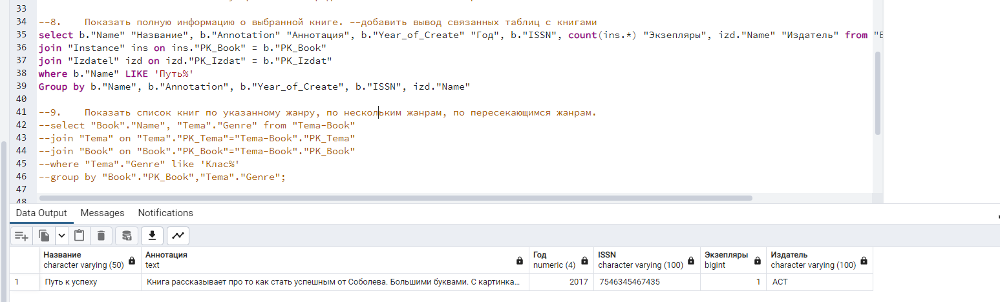 33
34 --8. Показать полную информацию о выбранной книге. --добавить вывод связанных таблиц с книгами
35 select b."Name" "Название", b."Annotation" "Аннотация", b."Year_of_Create" "Год", b."ISSN", count(ins.*) "Экзепляры", izd."Name" "Издатель" from
36 join "Instance" ins on ins."PK_Book" = b."PK_Book"
37 join "Izdatel" izd on izd."PK_Izdat" = b."PK_Izdat"
38 where b."Name" LIKE 'Путь%'
39 Group by b."Name", b."Annotation", b."Year_of_Create", b."ISSN", izd."Name"
40
41 --9. Показать список книг по указанному жанру, по нескольким жанрам, по пересекающимся жанрам.
42 --select "Book"."Name", "Tema"."Genre" from "Tema-Book"
43 --join "Tema" on "Tema"."PK_Tema"="Tema-Book"."PK_Tema"
44 --join "Book" on "Book"."PK_Book"="Tema-Book"."PK_Book"
45 --where "Tema"."Genre" like 'Клас%'
46 --group by "Book"."PK_Book","Tema"."Genre";
47
48
Data Output Messages Notifications
Название Аннотация Год ISSN Экзепляры Издатель
character varying (50) text numeric (4) character varying (100) bigint character varying (100)
1 Путь к успеху Книга рассказывает про то как стать успешным от Соболева. Большими буквами. С картинка... 2017 7546345467435 1 АСТ